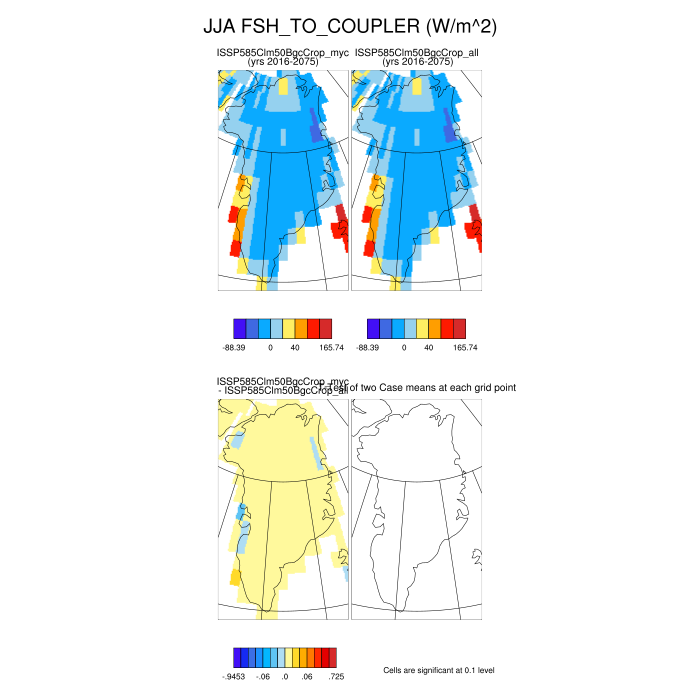 JJA FSH_TO_COUPLER (W/m^2)
ISSP585Clm50BgcCrop_myc
(yrs 2016-2075)
ISSP585Clm50BgcCrop_all
(yrs 2016-2075)
-88.39 0 40 165.74
-88.39 0 40 165.74
ISSP585Clm50BgcCrop_myc
- ISSP585Clm50BgcCrop_all
T-Test of two Case means at each grid point
-.9453 -.06 .0 .06 .725
Cells are significant at 0.1 level